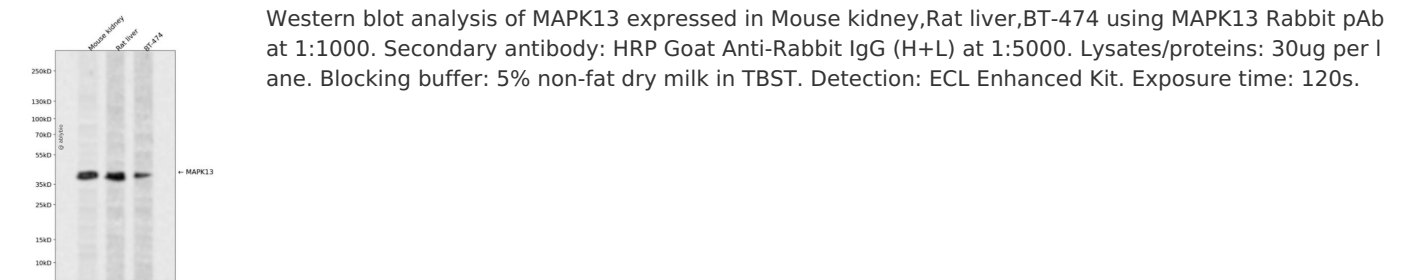 Western blot analysis of MAPK13 expressed in Mouse kidney,Rat liver,BT-474 using MAPK13 Rabbit pAb
at 1:1000. Secondary antibody: HRP Goat Anti-Rabbit IgG (H+L) at 1:5000. Lysates/proteins: 30ug per l
ane. Blocking buffer: 5% non-fat dry milk in TBST. Detection: ECL Enhanced Kit. Exposure time: 120s.
Mouse kidney
Rat liver
BT-474
250kD
130kD
100kD
70kD
55kD
← MAPK13
35kD
25kD
15kD
10kD